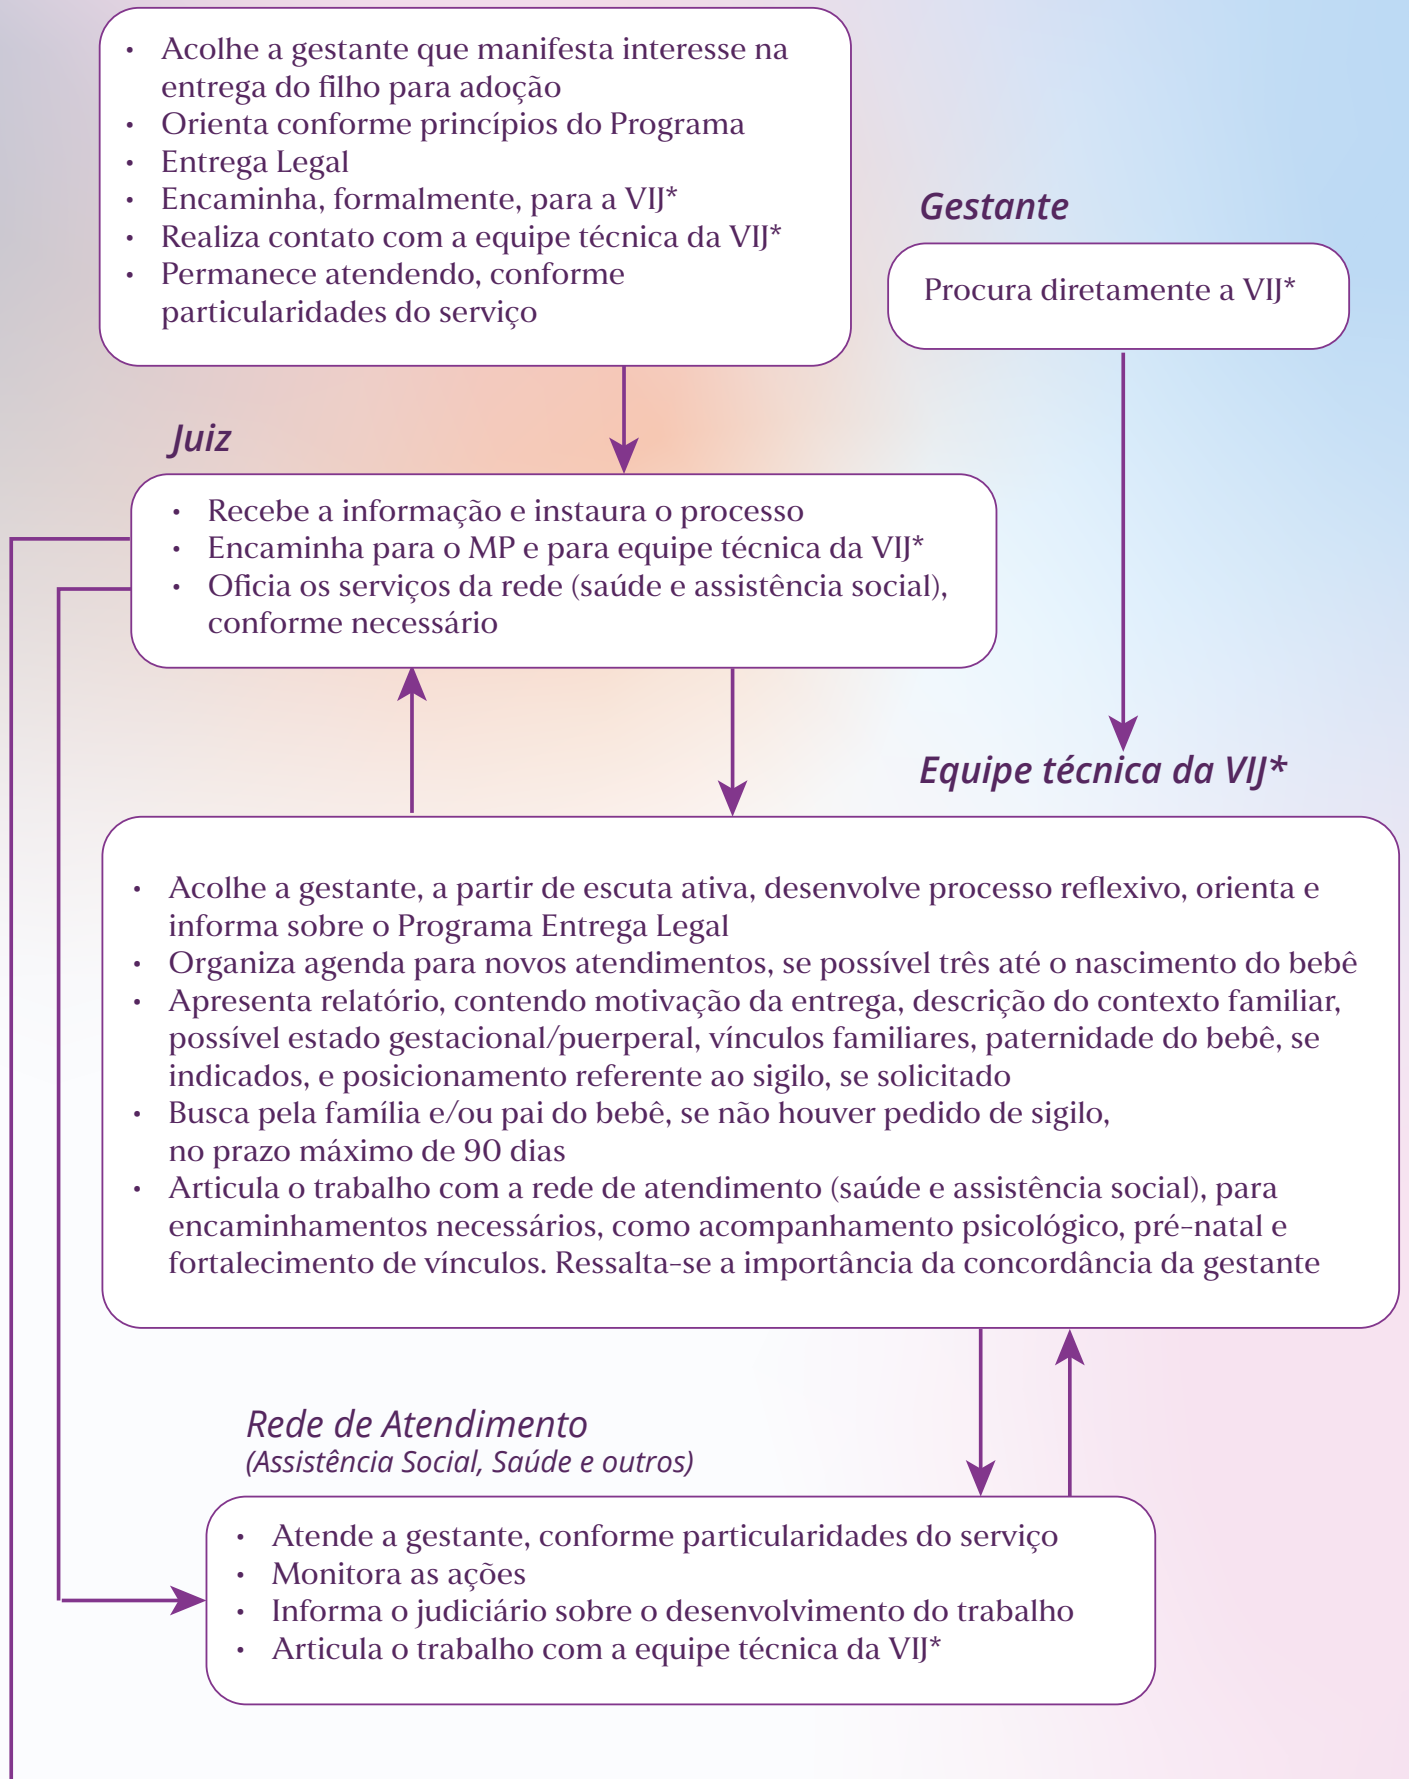 • Acolhe a gestante que manifesta interesse na
entrega do filho para adoção
• Orienta conforme princípios do Programa
• Entrega Legal
• Encaminha, formalmente, para a VIJ*
• Realiza contato com a equipe técnica da VIJ*
• Permanece atendendo, conforme
particularidades do serviço
Gestante
Procura diretamente a VIJ*
Juiz
• Recebe a informação e instaura o processo
• Encaminha para o MP e para equipe técnica da VIJ*
• Oficia os serviços da rede (saúde e assistência social),
conforme necessário
Equipe técnica da VIJ*
• Acolhe a gestante, a partir de escuta ativa, desenvolve processo reflexivo, orienta e
informa sobre o Programa Entrega Legal
• Organiza agenda para novos atendimentos, se possível três até o nascimento do bebê
• Apresenta relatório, contendo motivação da entrega, descrição do contexto familiar,
possível estado gestacional/puerperal, vínculos familiares, paternidade do bebê, se
indicados, e posicionamento referente ao sigilo, se solicitado
• Busca pela família e/ou pai do bebê, se não houver pedido de sigilo,
no prazo máximo de 90 dias
• Articula o trabalho com a rede de atendimento (saúde e assistência social), para
encaminhamentos necessários, como acompanhamento psicológico, pré-natal e
fortalecimento de vínculos. Ressalta-se a importância da concordância da gestante
Rede de Atendimento
(Assistência Social, Saúde e outros)
• Atende a gestante, conforme particularidades do serviço
• Monitora as ações
• Informa o judiciário sobre o desenvolvimento do trabalho
• Articula o trabalho com a equipe técnica da VIJ*